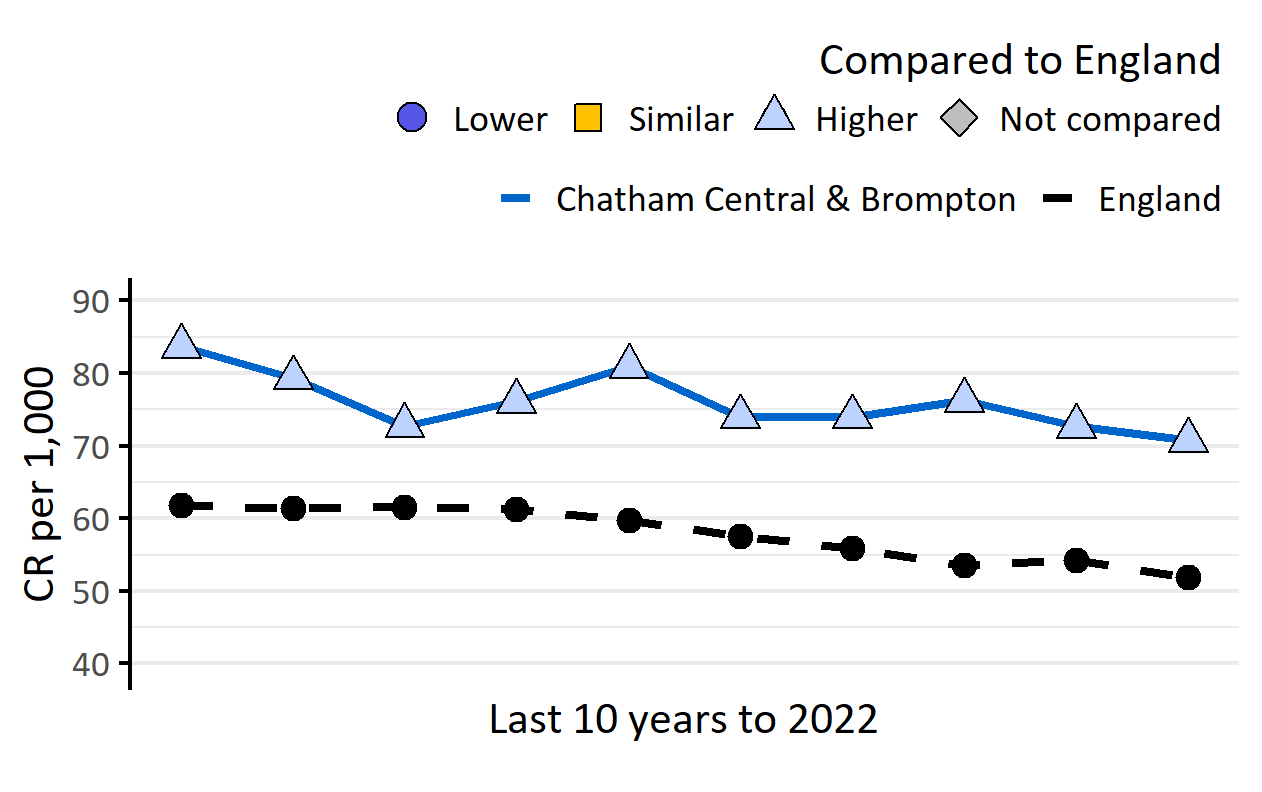 Compared to England
Lower Similar Higher Not compared
Chatham Central & Brompton England
CR per 1,000
90
80
70
60
50
40
Last 10 years to 2022